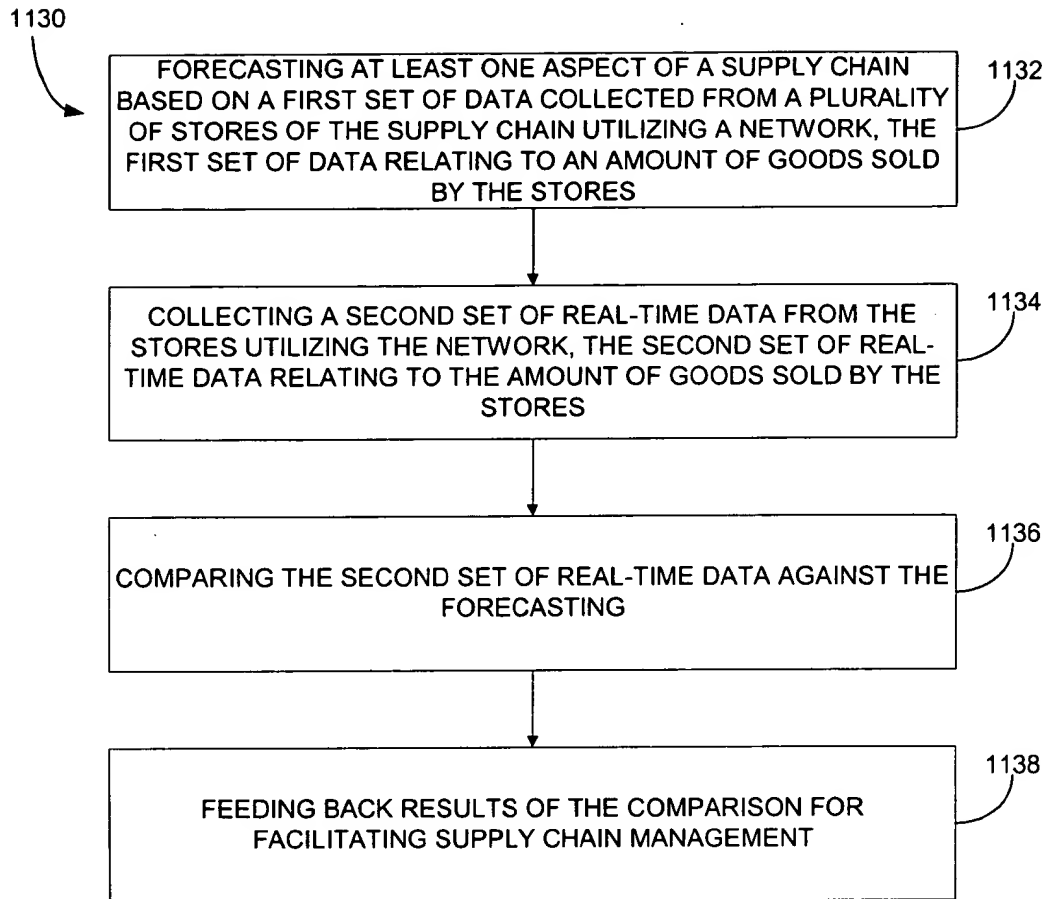 1130
FORECASTING AT LEAST ONE ASPECT OF A SUPPLY CHAIN
BASED ON A FIRST SET OF DATA COLLECTED FROM A PLURALITY
OF STORES OF THE SUPPLY CHAIN UTILIZING A NETWORK, THE
FIRST SET OF DATA RELATING TO AN AMOUNT OF GOODS SOLD
BY THE STORES
1132
COLLECTING A SECOND SET OF REAL-TIME DATA FROM THE
STORES UTILIZING THE NETWORK, THE SECOND SET OF REAL-
TIME DATA RELATING TO THE AMOUNT OF GOODS SOLD BY THE
STORES
1134
COMPARING THE SECOND SET OF REAL-TIME DATA AGAINST THE
FORECASTING
1136
FEEDING BACK RESULTS OF THE COMPARISON FOR
FACILITATING SUPPLY CHAIN MANAGEMENT
1138